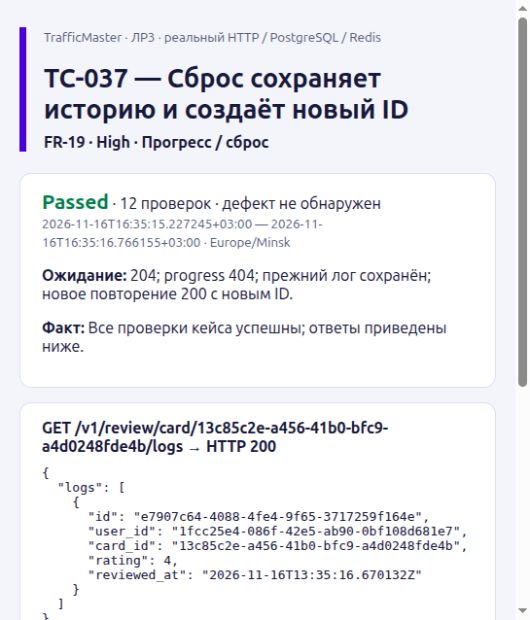 TrafficMaster · ЛР3 · реальный HTTP / PostgreSQL / Redis
TC-037 — Сброс сохраняет
историю и создаёт новый ID
FR-19 · High · Прогресс / сброс
Passed · 12 проверок · дефект не обнаружен
2026-11-16T16:35:15.227245+03:00 — 2026-11-
16T16:35:16.766155+03:00 · Europe/Minsk
Ожидание: 204; progress 404; прежний лог сохранён;
новое повторение 200 с новым ID.
Факт: Все проверки кейса успешны; ответы приведены
ниже.
GET /v1/review/card/13c85c2e-a456-41b0-bfc9-
a4d0248fde4b/logs → HTTP 200
{
  "logs": [
    {
      "id": "e7907c64-4088-4fe4-9f65-3717259f164e",
      "user_id": "1fcc25e4-086f-42e5-ab90-0bf108d681e7",
      "card_id": "13c85c2e-a456-41b0-bfc9-a4d0248fde4b",
      "rating": 4,
      "reviewed_at": "2026-11-16T13:35:16.670132Z"
    }
  ]
}